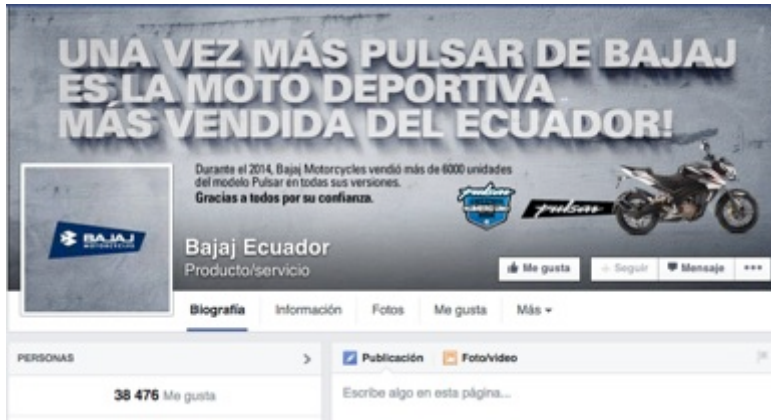 UNA VEZ MÁS PULSAR DE BAJAJ
ES LA MOTO DEPORTIVA
MÁS VENDIDA DEL ECUADOR!
Durante el 2014, Bajaj Motorcycles vendió más de 6000 unidades
del modelo Pulsar en todas sus versiones.
Gracias a todos por su confianza.
pulsar
pulsar
BAJAJ
MOTORCYCLES
Bajaj Ecuador
Producto/servicio
Me gusta
Seguir
Mensaje
Biografía
Información
Fotos
Me gusta
Más
PERSONAS
38 476 Me gusta
Publicación
Foto/video
Escribe algo en esta página...